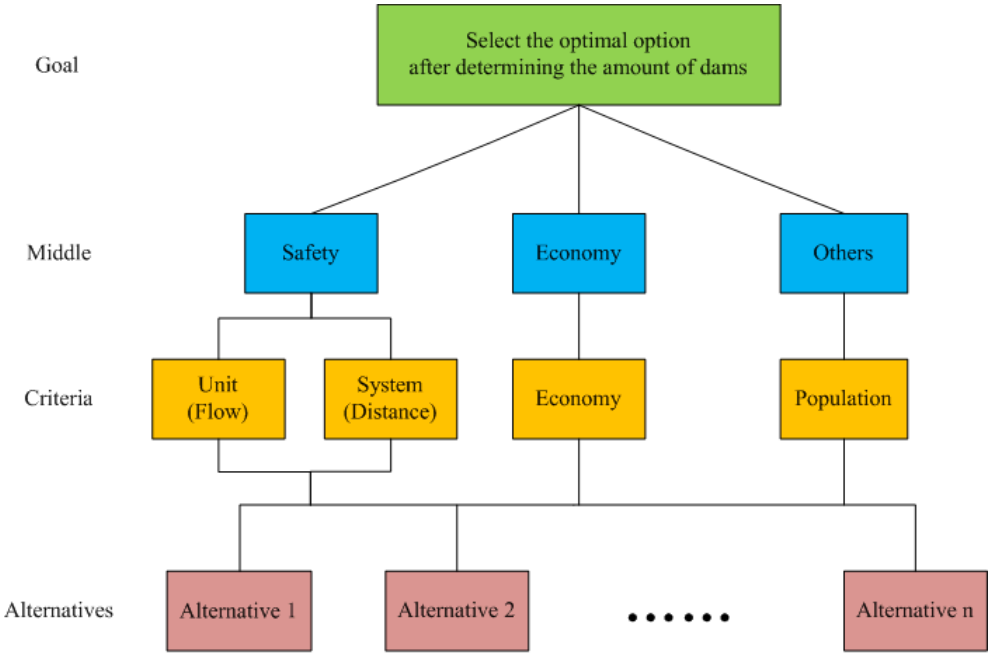 Goal
Select the optimal option
after determining the amount of dams
Middle
Safety
Economy
Others
Criteria
Unit
(Flow)
System
(Distance)
Economy
Population
Alternatives
Alternative 1
Alternative 2
......
Alternative n